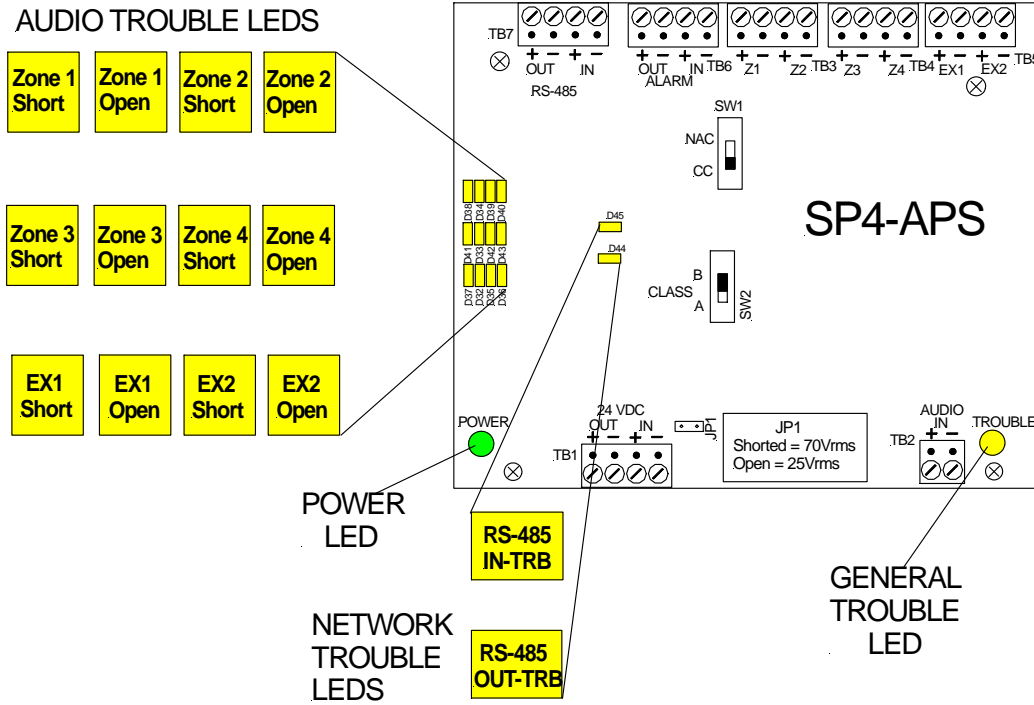 AUDIO TROUBLE LEDS
Zone 1 Short
Zone 1 Open
Zone 2 Short
Zone 2 Open
Zone 3 Short
Zone 3 Open
Zone 4 Short
Zone 4 Open
EX1 Short
EX1 Open
EX2 Short
EX2 Open
TB7
+ − + −
OUT IN
RS-485
+ − + −
OUT IN TB6
ALARM
+ − + −
Z1 Z2 TB3
+ − + −
Z3 Z4 TB4
+ − + −
EX1 EX2 TB5
SW1
NAC
CC
SP4-APS
D38 D34 D39 D40
D41 D33 D42 D43
D37 D32 D35 D36
D45
D44
CLASS
B
A
SW2
POWER
24 VDC
OUT IN
+ − + −
TB1
JP1
JP1
Shorted = 70Vrms
Open = 25Vrms
AUDIO
IN
+ −
TB2
TROUBLE
POWER
LED
RS-485
IN-TRB
NETWORK
TROUBLE
LEDS
RS-485
OUT-TRB
GENERAL
TROUBLE
LED